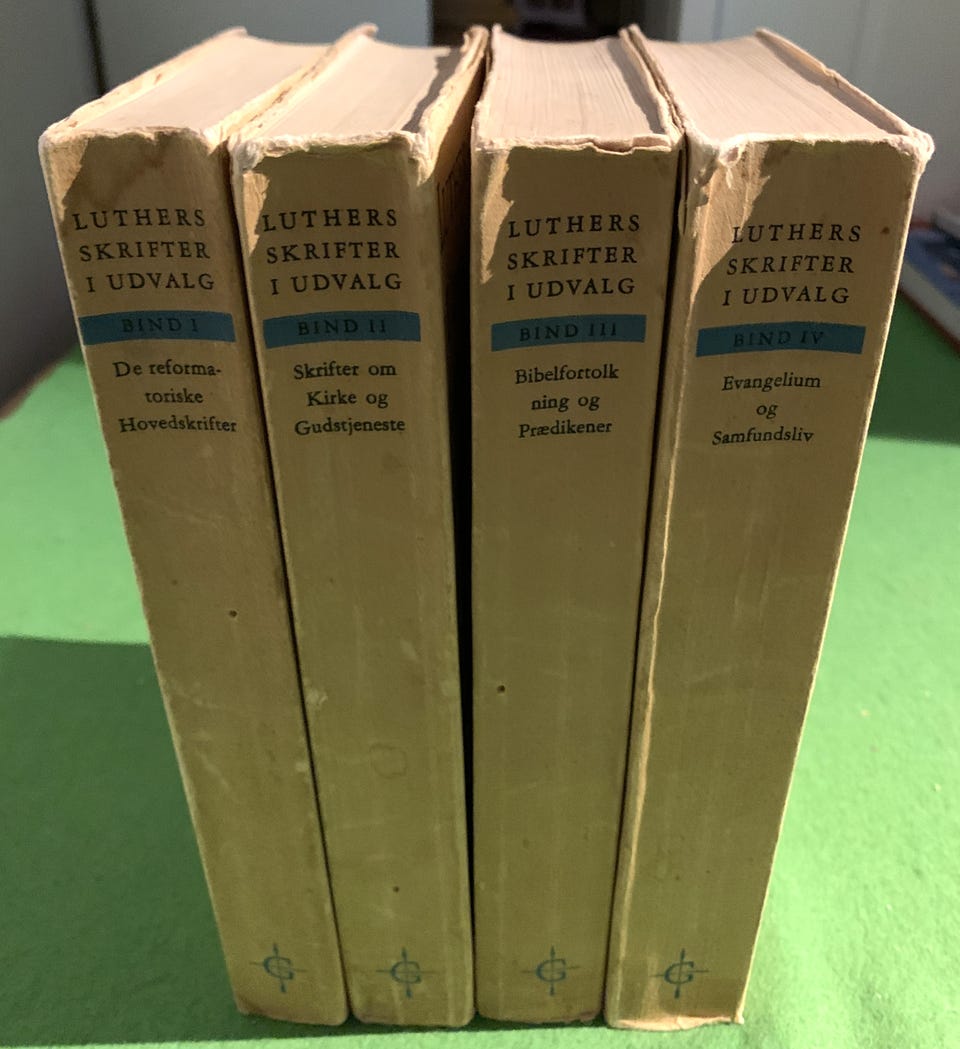 LUTHERS
SKRIFTER
I UDVALG
BIND I
De reforma-
toriske
Hovedskrifter
G
LUTHERS
SKRIFTER
I UDVALG
BIND II
Skrifter om
Kirke og
Gudstjeneste
G
LUTHERS
SKRIFTER
I UDVALG
BIND III
Bibelfortolk
ning og
Prædikener
G
LUTHERS
SKRIFTER
I UDVALG
BIND IV
Evangelium
og
Samfundsliv
G